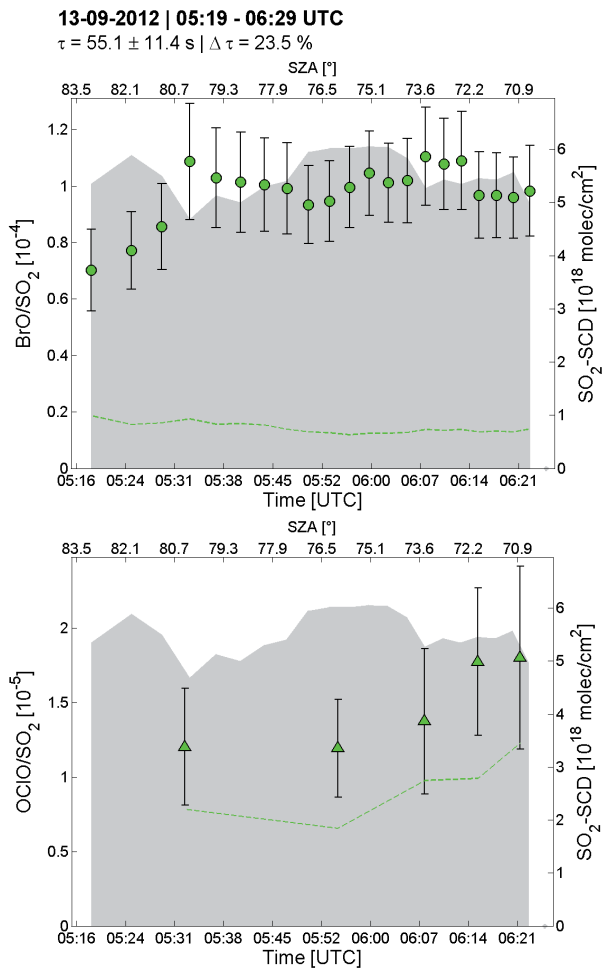 13-09-2012 | 05:19 - 06:29 UTC
τ = 55.1 ± 11.4 s | Δ τ = 23.5 %
SZA [°]
83.5 82.1 80.7 79.3 77.9 76.5 75.1 73.6 72.2 70.9
BrO/SO2 [10-4]
1.2
1
0.8
0.6
0.4
0.2
0
6
5
4
3
2
1
0
SO2-SCD [1018 molec/cm2]
05:16 05:24 05:31 05:38 05:45 05:52 06:00 06:07 06:14 06:21
Time [UTC]
SZA [°]
83.5 82.1 80.7 79.3 77.9 76.5 75.1 73.6 72.2 70.9
OClO/SO2 [10-5]
2
1.5
1
0.5
0
6
5
4
3
2
1
0
SO2-SCD [1018 molec/cm2]
05:16 05:24 05:31 05:38 05:45 05:52 06:00 06:07 06:14 06:21
Time [UTC]